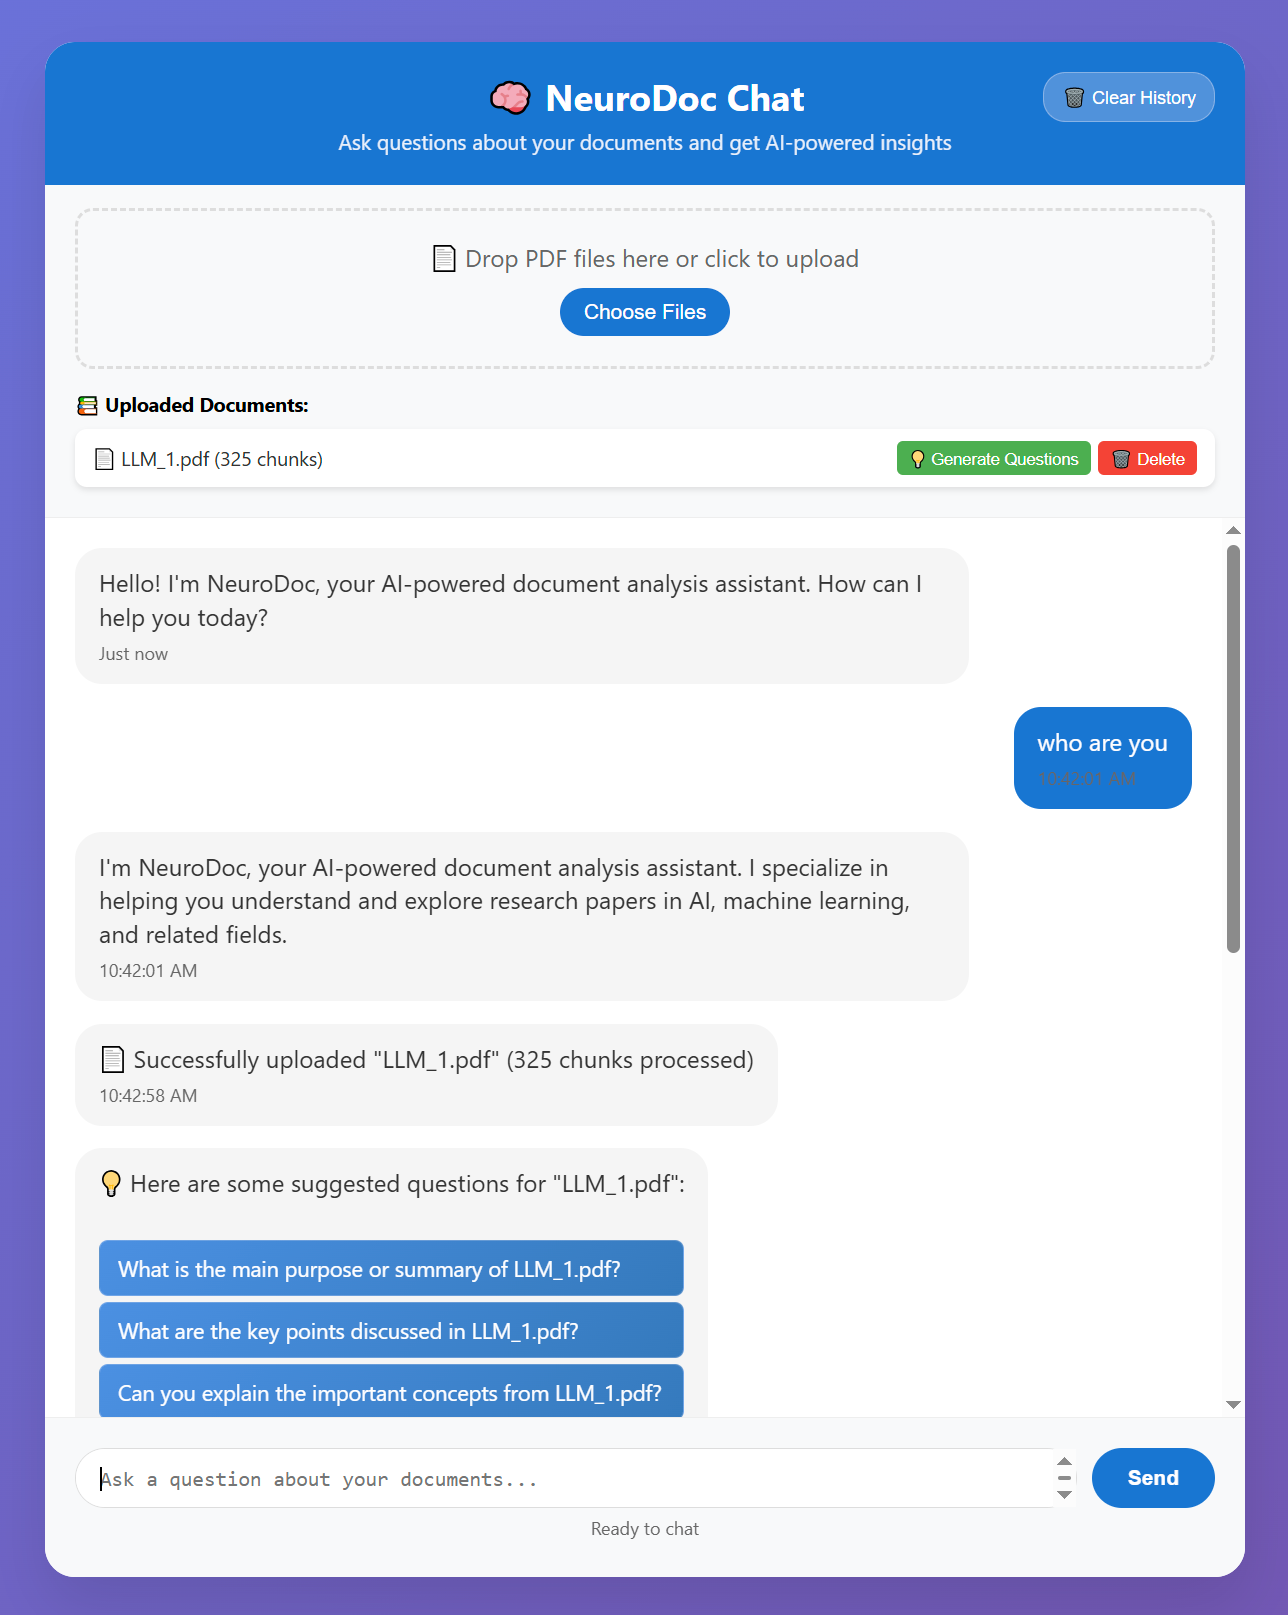 NeuroDoc Chat
Clear History
Ask questions about your documents and get AI-powered insights
Drop PDF files here or click to upload
Choose Files
Uploaded Documents:
LLM_1.pdf (325 chunks)
Generate Questions
Delete
Hello! I'm NeuroDoc, your AI-powered document analysis assistant. How can I
help you today?
Just now
who are you
10:42:01 AM
I'm NeuroDoc, your AI-powered document analysis assistant. I specialize in
helping you understand and explore research papers in AI, machine learning,
and related fields.
10:42:01 AM
Successfully uploaded "LLM_1.pdf" (325 chunks processed)
10:42:58 AM
Here are some suggested questions for "LLM_1.pdf":
What is the main purpose or summary of LLM_1.pdf?
What are the key points discussed in LLM_1.pdf?
Can you explain the important concepts from LLM_1.pdf?
Ask a question about your documents...
Send
Ready to chat